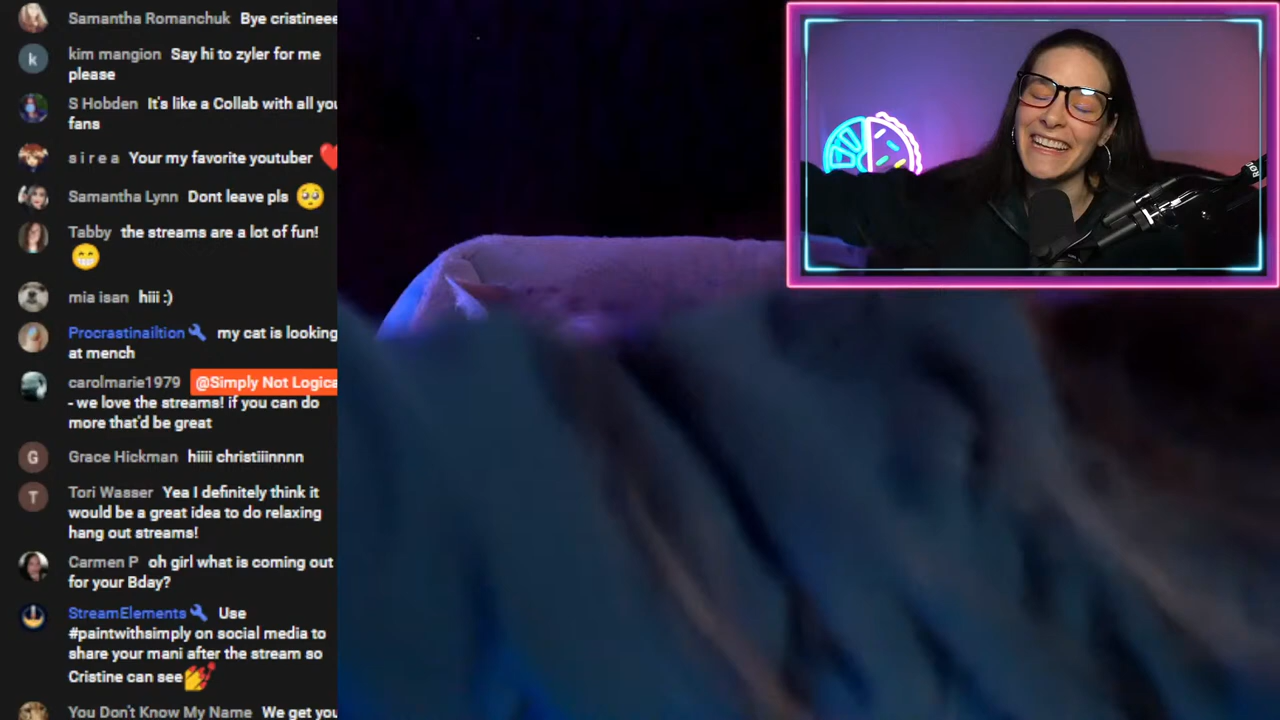 Samantha Romanchuk Bye cristineee
kim mangion Say hi to zyler for me
please
S Hobden It's like a Collab with all you
fans
s i r e a Your my favorite youtuber
Samantha Lynn Dont leave pls
Tabby the streams are a lot of fun!
mia isan hiii :)
Procrastinailtion my cat is looking
at mench
carolmarie1979 @Simply Not Logica
- we love the streams! if you can do
more that'd be great
Grace Hickman hiiii christiiinnnn
Tori Wasser Yea I definitely think it
would be a great idea to do relaxing
hang out streams!
Carmen P oh girl what is coming out
for your Bday?
StreamElements Use
#paintwithsimply on social media to
share your mani after the stream so
Cristine can see
You Don't Know My Name We get you